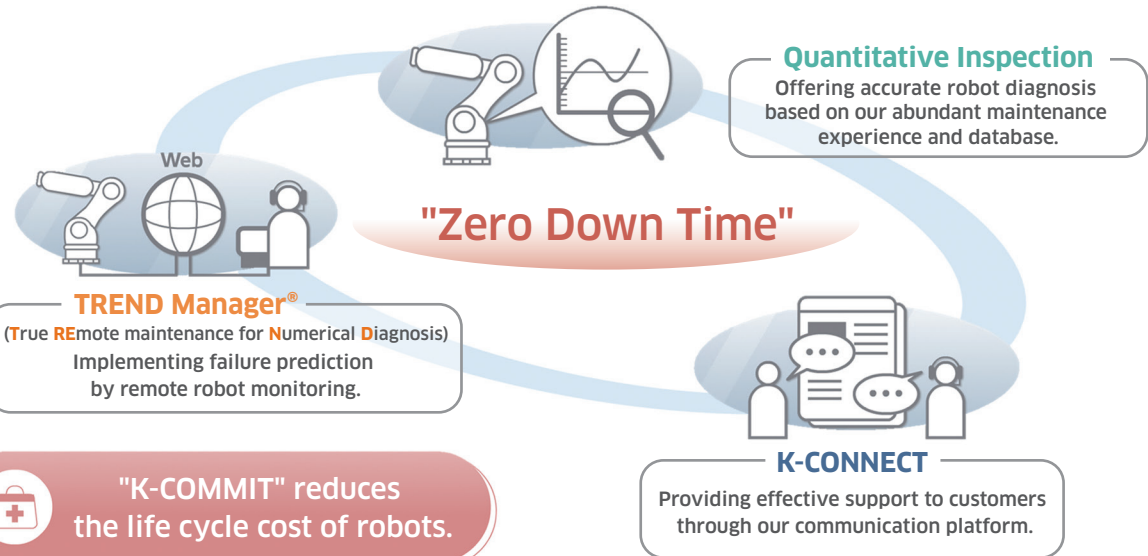 Quantitative Inspection
Offering accurate robot diagnosis
based on our abundant maintenance
experience and database.
Web
"Zero Down Time"
TREND Manager®
(True REmote maintenance for Numerical Diagnosis)
Implementing failure prediction
by remote robot monitoring.
K-CONNECT
Providing effective support to customers
through our communication platform.
"K-COMMIT" reduces
the life cycle cost of robots.